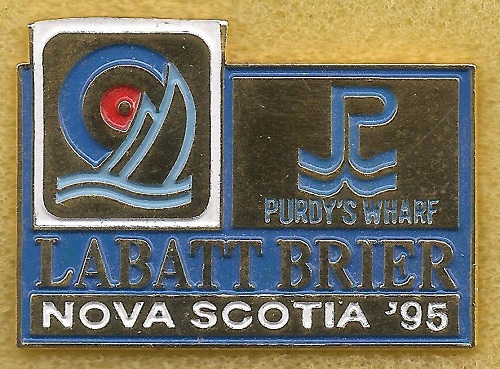 PURDY'S WHARF
LABATT BRIER
NOVA SCOTIA '95